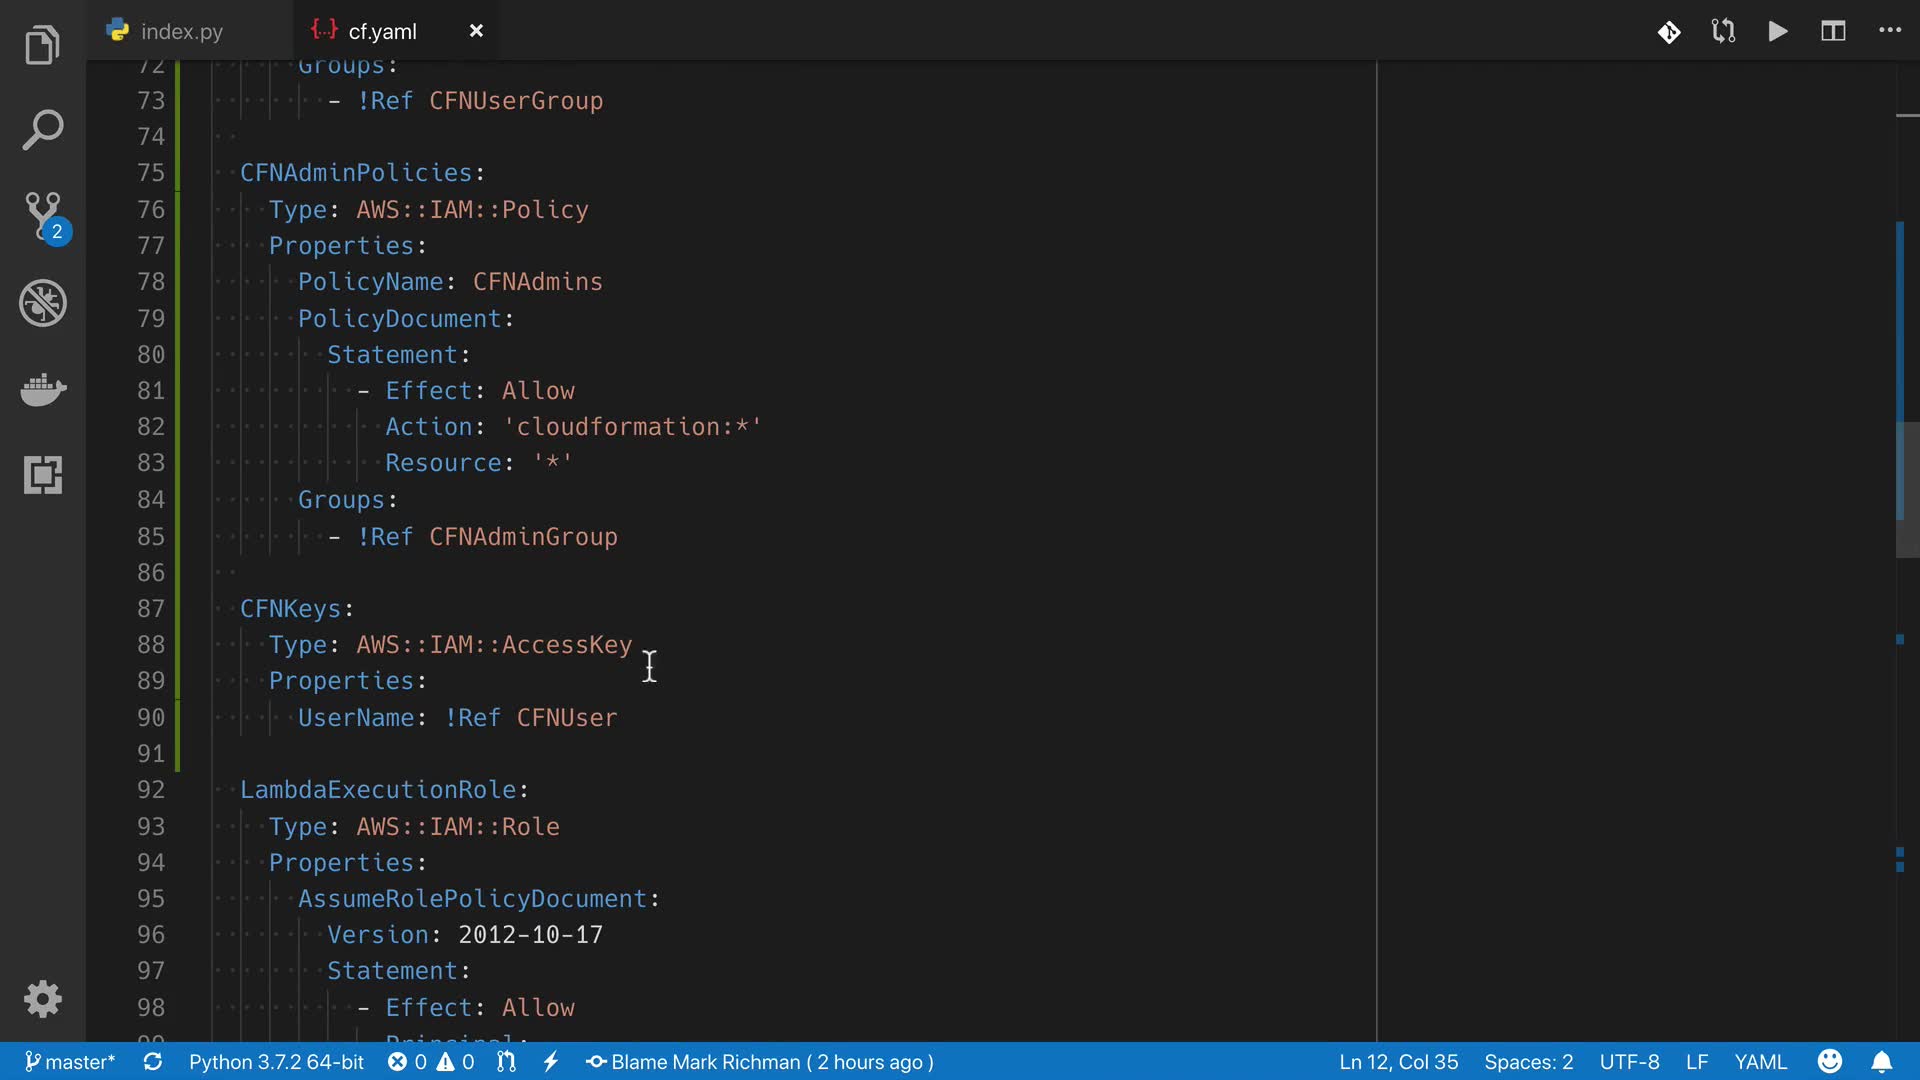 index.py
cf.yaml
72 Groups:
73 - !Ref CFNUserGroup
74
75 CFNAdminPolicies:
76 Type: AWS::IAM::Policy
77 Properties:
78 PolicyName: CFNAdmins
79 PolicyDocument:
80 Statement:
81 - Effect: Allow
82 Action: 'cloudformation:*'
83 Resource: '*'
84 Groups:
85 - !Ref CFNAdminGroup
86
87 CFNKeys:
88 Type: AWS::IAM::AccessKey
89 Properties:
90 UserName: !Ref CFNUser
91
92 LambdaExecutionRole:
93 Type: AWS::IAM::Role
94 Properties:
95 AssumeRolePolicyDocument:
96 Version: 2012-10-17
97 Statement:
98 - Effect: Allow
99 Principal:
2
master* Python 3.7.2 64-bit 0 0 Blame Mark Richman ( 2 hours ago ) Ln 12, Col 35 Spaces: 2 UTF-8 LF YAML